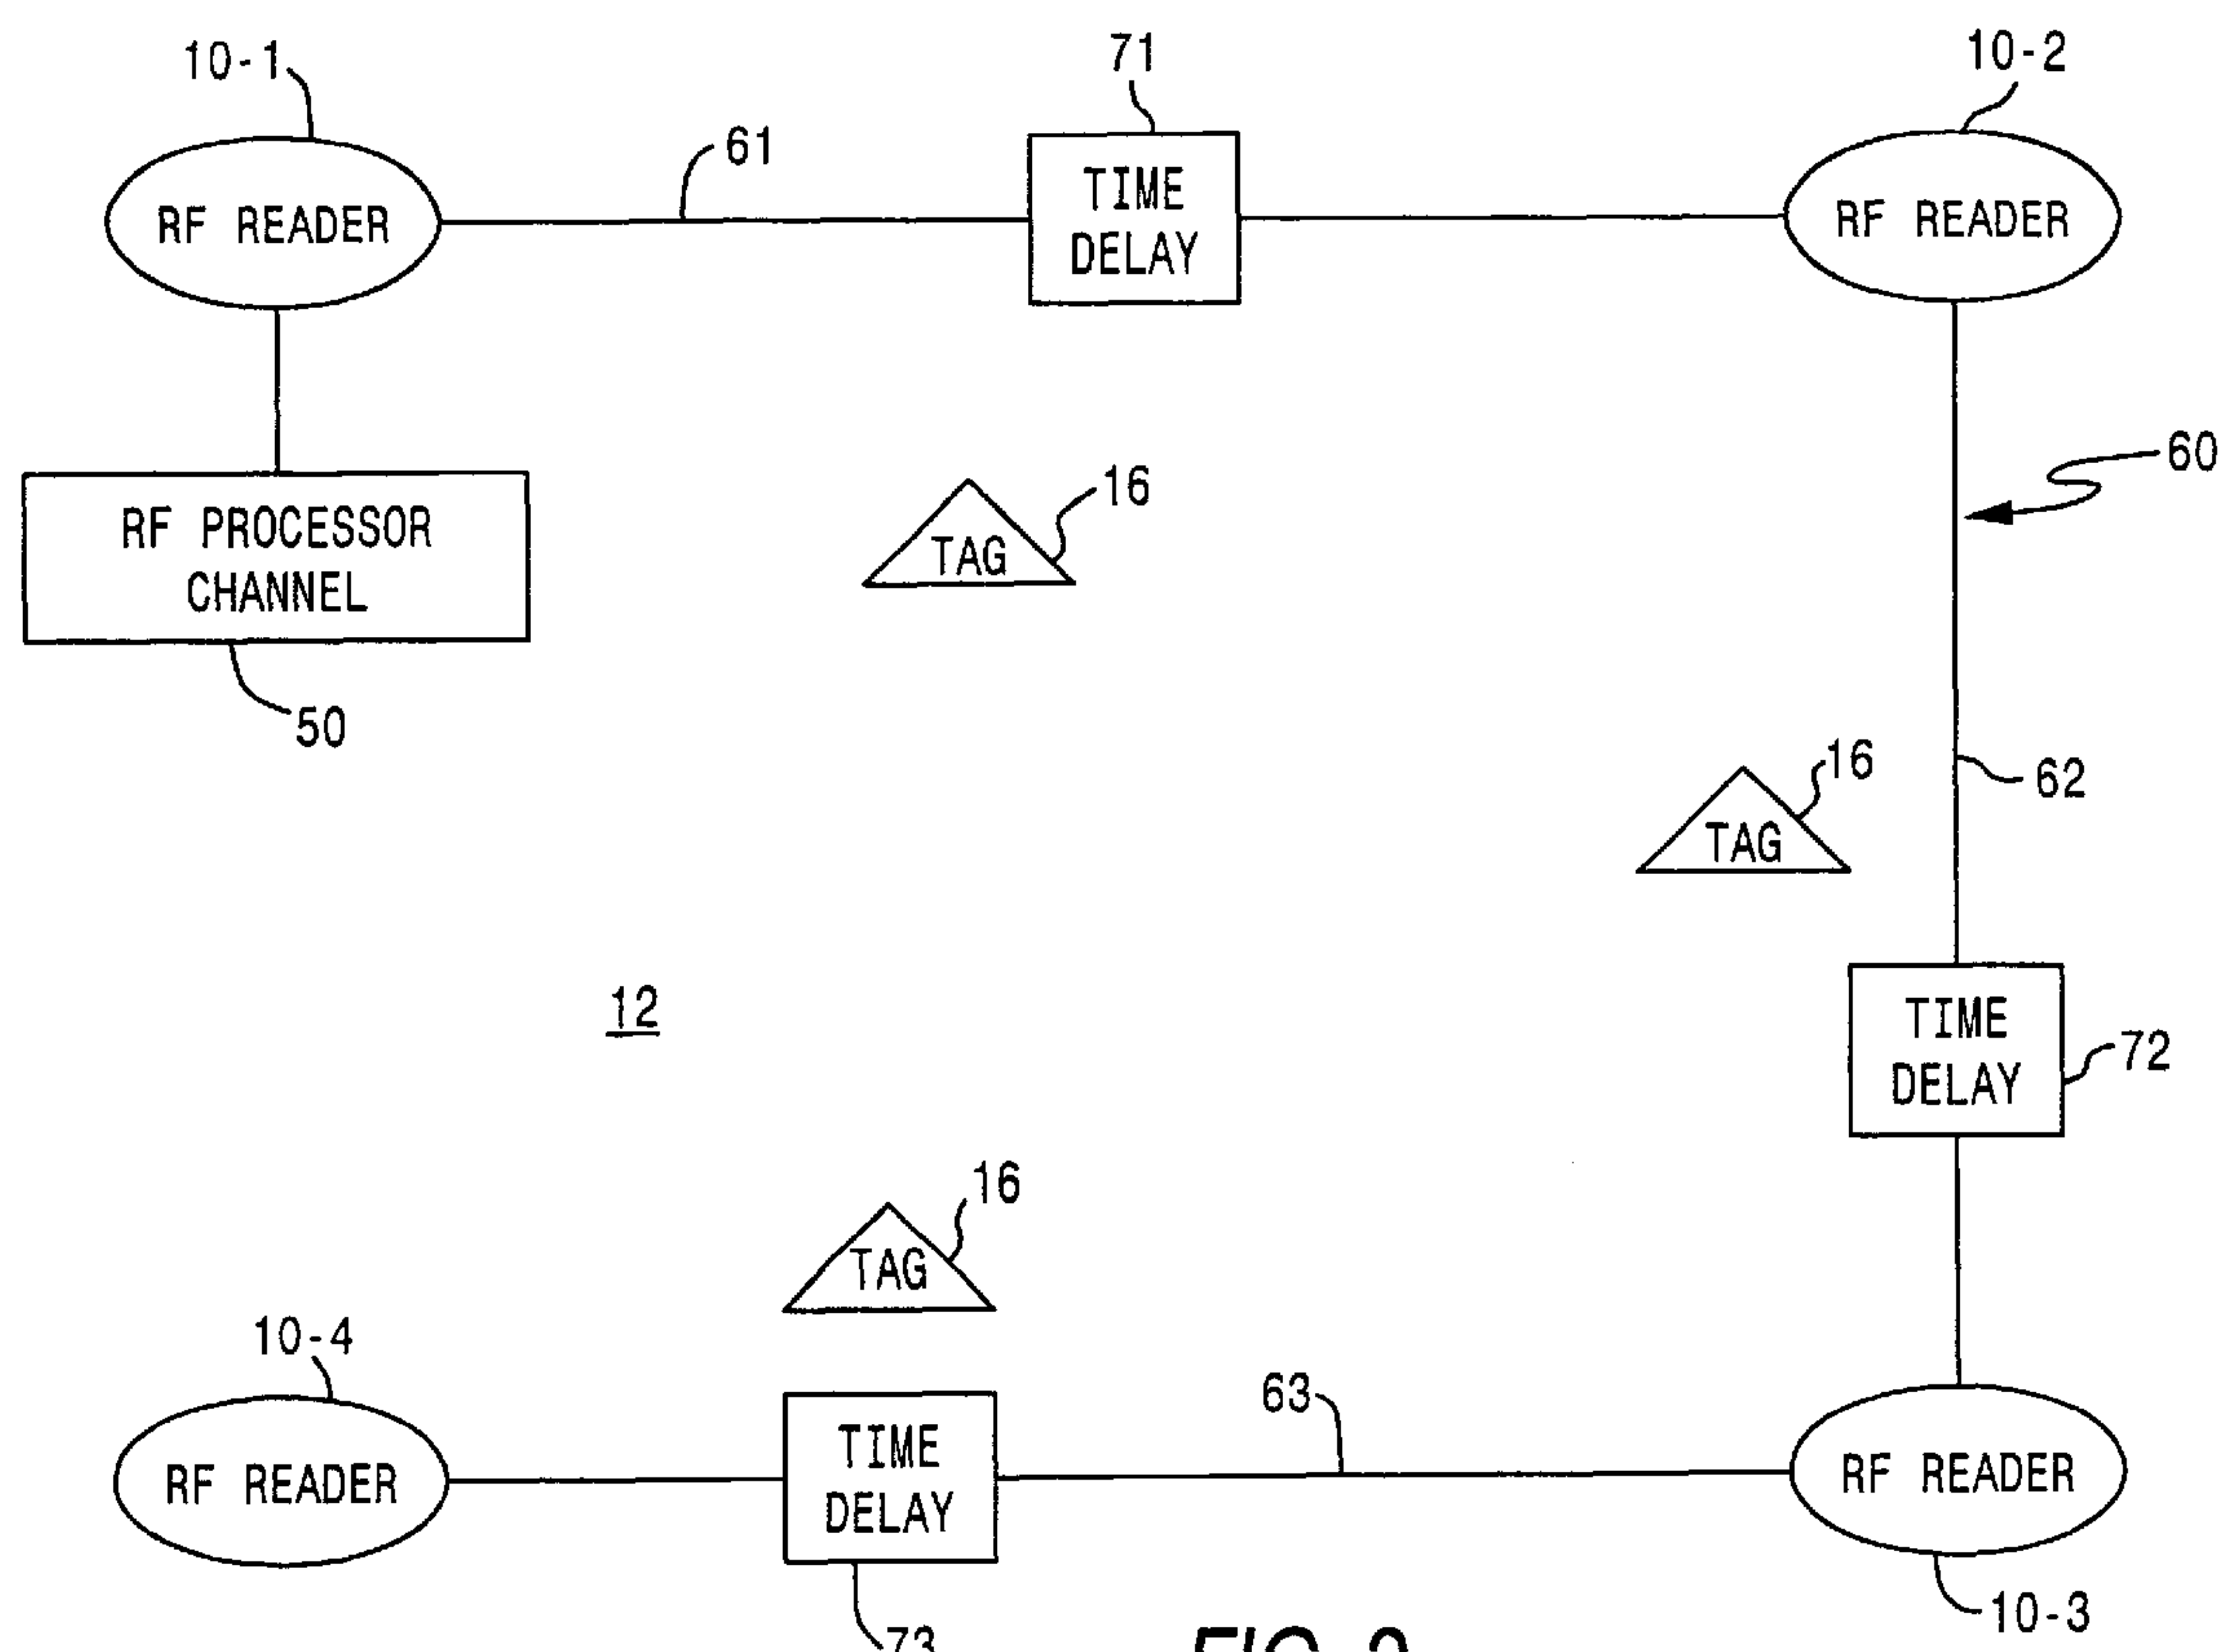 10-1
71
10-2
61
RF READER
TIME
DELAY
RF READER
60
16
RF PROCESSOR
CHANNEL
TAG
50
16
62
TAG
12
TIME
DELAY
72
16
TAG
10-4
63
RF READER
TIME
DELAY
RF READER
10-3
73